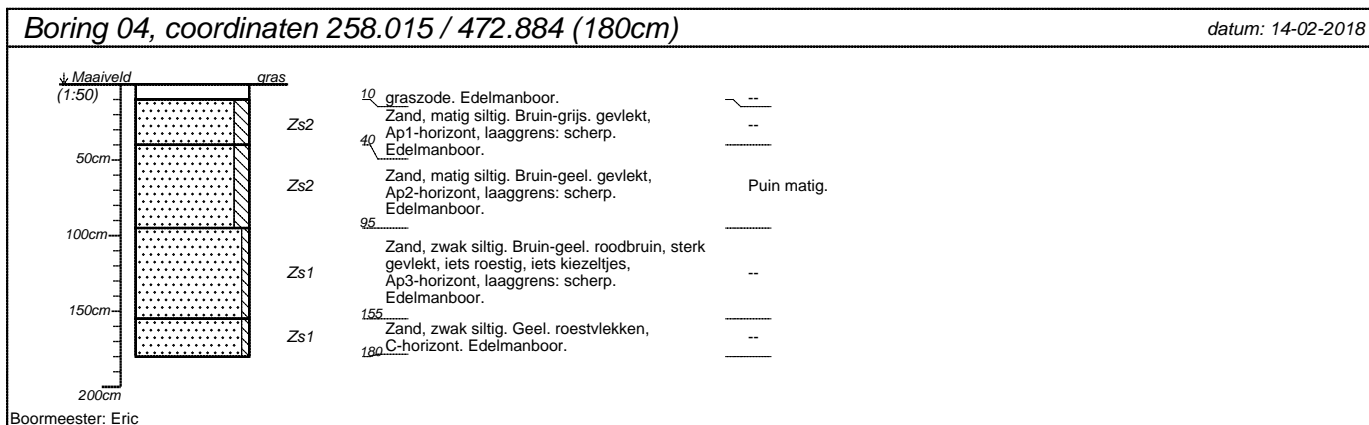 Boring 04, coordinaten 258.015 / 472.884 (180cm)
datum: 14-02-2018
Maaiveld
gras
(1:50)
10 graszode. Edelmanboor.
--
Zs2
Zand, matig siltig. Bruin-grijs. gevlekt,
Ap1-horizont, laaggrens: scherp.
Edelmanboor.
--
40
50cm
Zs2
Zand, matig siltig. Bruin-geel. gevlekt,
Ap2-horizont, laaggrens: scherp.
Edelmanboor.
Puin matig.
95
100cm
Zs1
Zand, zwak siltig. Bruin-geel. roodbruin, sterk
gevlekt, iets roestig, iets kiezeltjes,
Ap3-horizont, laaggrens: scherp.
Edelmanboor.
--
150cm
155
Zs1
Zand, zwak siltig. Geel. roestvlekken,
C-horizont. Edelmanboor.
--
180
200cm
Boormeester: Eric